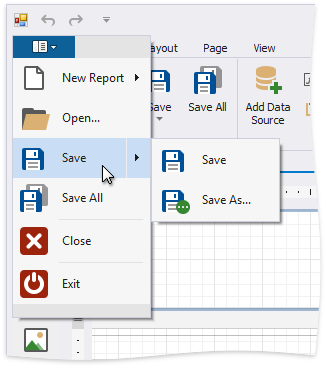 ayout Page View
New Report
Open...
Save
Save All
Close
Exit
Save
Save As...
Save All
Add Data
Source